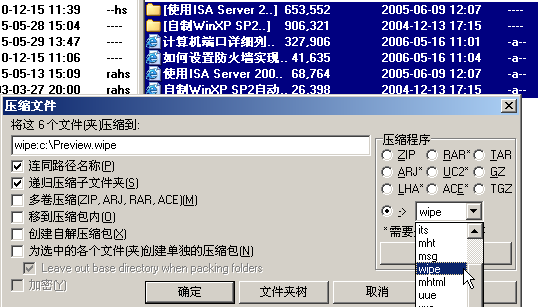 0-12-15 11:39 --hs [使用ISA Server 2..] 653,552 2005-06-09 12:07 ----
5-05-28 15:04 ---- [自制WinXP SP2..] 271,309 2004-12-13 17:15 ----
5-05-29 13:47 ---- 计算机端口详细列.. 327,906 2005-06-16 11:01 -a--
0-12-15 11:06 ---- 如何设置防火墙实现.. 41,635 2005-06-16 11:04 -a--
5-05-13 15:09 rahs 使用ISA Server 200.. 68,764 2005-06-09 12:07 -a--
03-03-27 20:00 rahs 自制WinXP SP2自动.. 26,398 2004-12-13 17:15 -a--
压缩文件
将这 6 个文件(夹)压缩到:
wipe:c:\Preview.wipe
连同路径名称(P)
递归压缩子文件夹(S)
多卷压缩(ZIP, ARJ, RAR, ACE)(M)
移到压缩包内(O)
创建自解压缩包(X)
为选中的各个文件(夹)创建单独的压缩包(N)
Leave out base directory when packing folders
加密(Y)
压缩程序
ZIP RAR* TAR
ARJ* UC2* GZ
LHA* ACE* TGZ
:> wipe
*需要
its
mht
msg
wipe
mhtml
uue
确定 文件夹树 取消